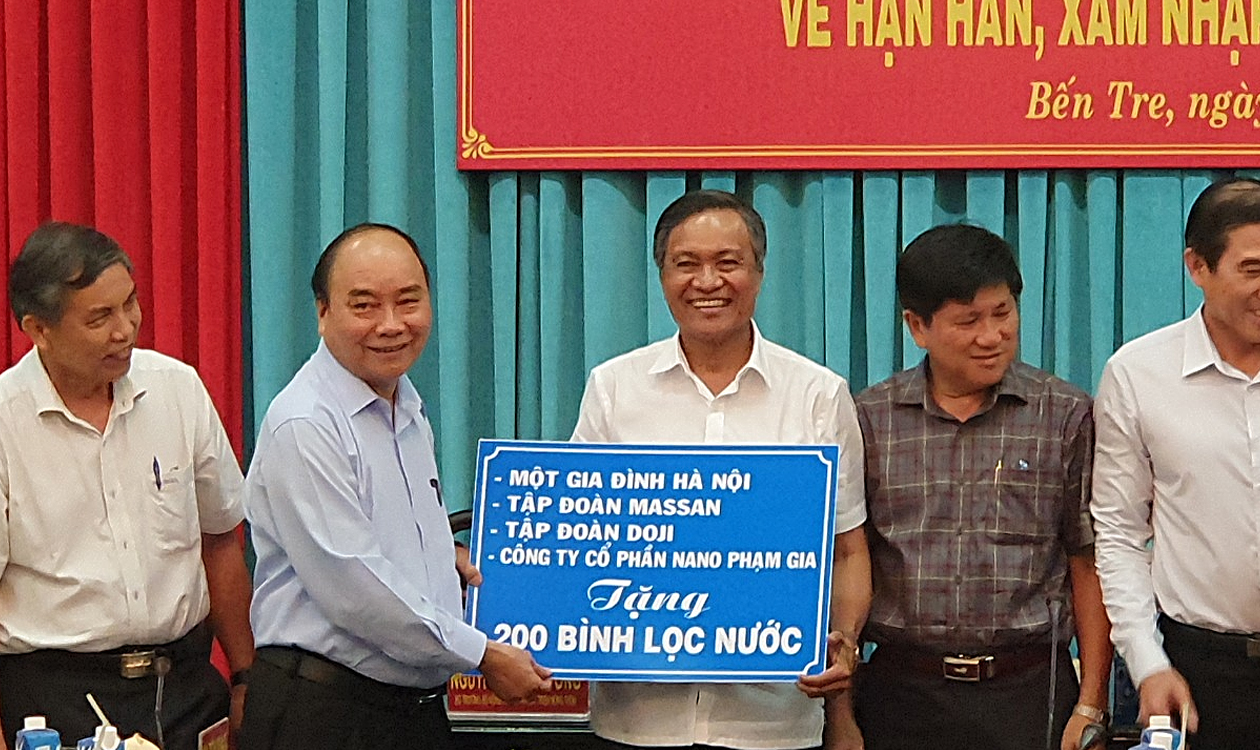 VỀ HẠN HÁN, XÂM NHẬ
Bến Tre, ngày
- MỘT GIA ĐÌNH HÀ NỘI
- TẬP ĐOÀN MASSAN
- TẬP ĐOÀN DOJI
- CÔNG TY CỔ PHẦN NANO PHẠM GIA
Tặng
200 BÌNH LỌC NƯỚC